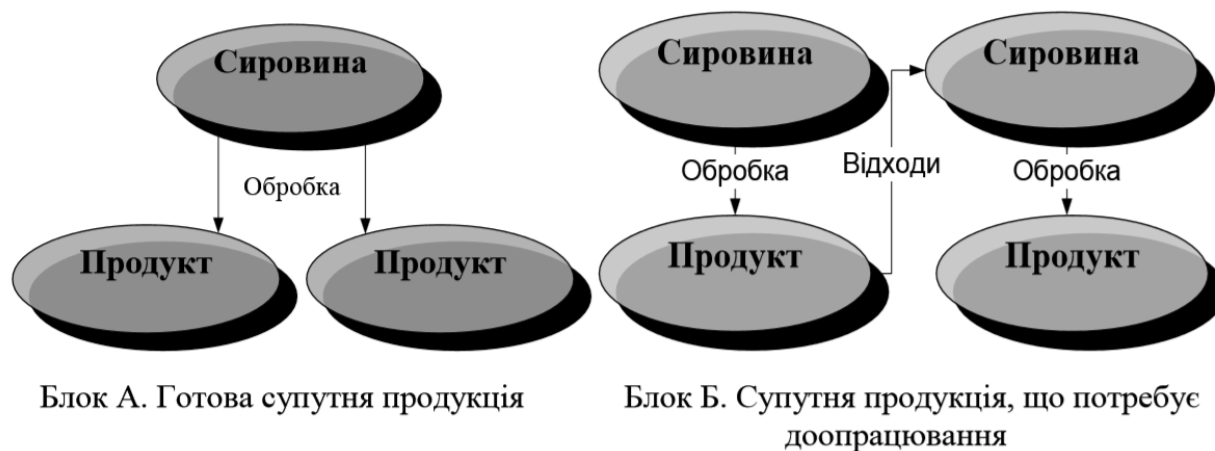 Сировина
Обробка
Продукт
Продукт
Блок А. Готова супутня продукція
Сировина
Сировина
Обробка
Відходи
Обробка
Продукт
Продукт
Блок Б. Супутня продукція, що потребує
доопрацювання